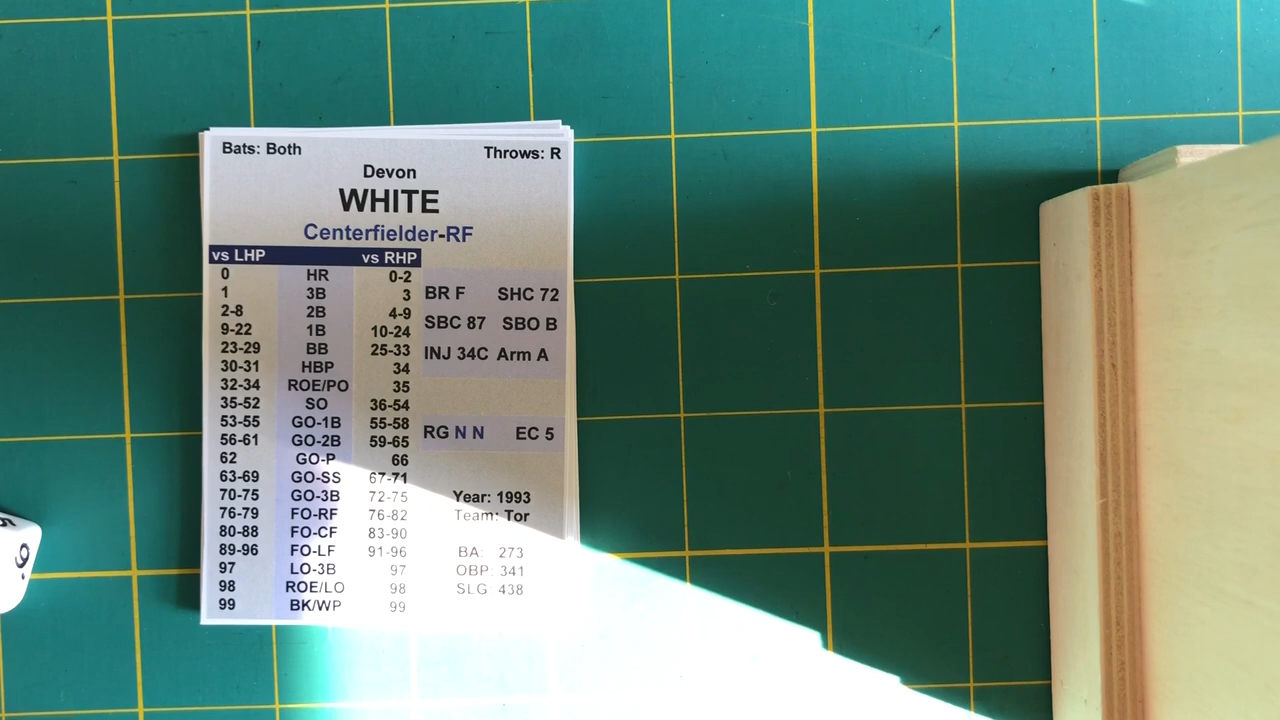 Bats: Both Throws: R
Devon
WHITE
Centerfielder-RF
vs LHP vs RHP
0 HR 0-2
1 3B 3
2-8 2B 4-9
9-22 1B 10-24
23-29 BB 25-33
30-31 HBP 34
32-34 ROE/PO 35
35-52 SO 36-54
53-55 GO-1B 55-58
56-61 GO-2B 59-65
62 GO-P 66
63-69 GO-SS 67-71
70-75 GO-3B 72-75
76-79 FO-RF 76-82
80-88 FO-CF 83-90
89-96 FO-LF 91-96
97 LO-3B 97
98 ROE/LO 98
99 BK/WP 99
BR F SHC 72
SBC 87 SBO B
INJ 34C Arm A
RG N N EC 5
Year: 1993
Team: Tor
BA: 273
OBP: 341
SLG: 438
9.